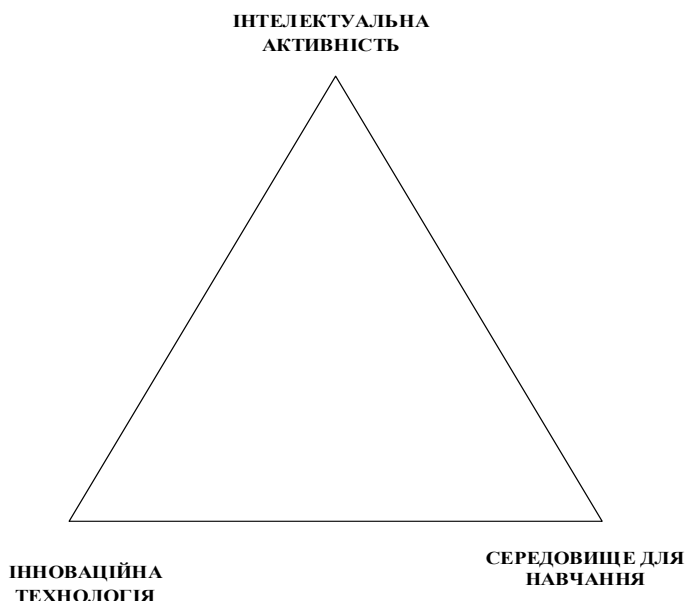 ІНТЕЛЕКТУАЛЬНА
АКТИВНІСТЬ
ІННОВАЦІЙНА
ТЕХНОЛОГІЯ
СЕРЕДОВИЩЕ ДЛЯ
НАВЧАННЯ